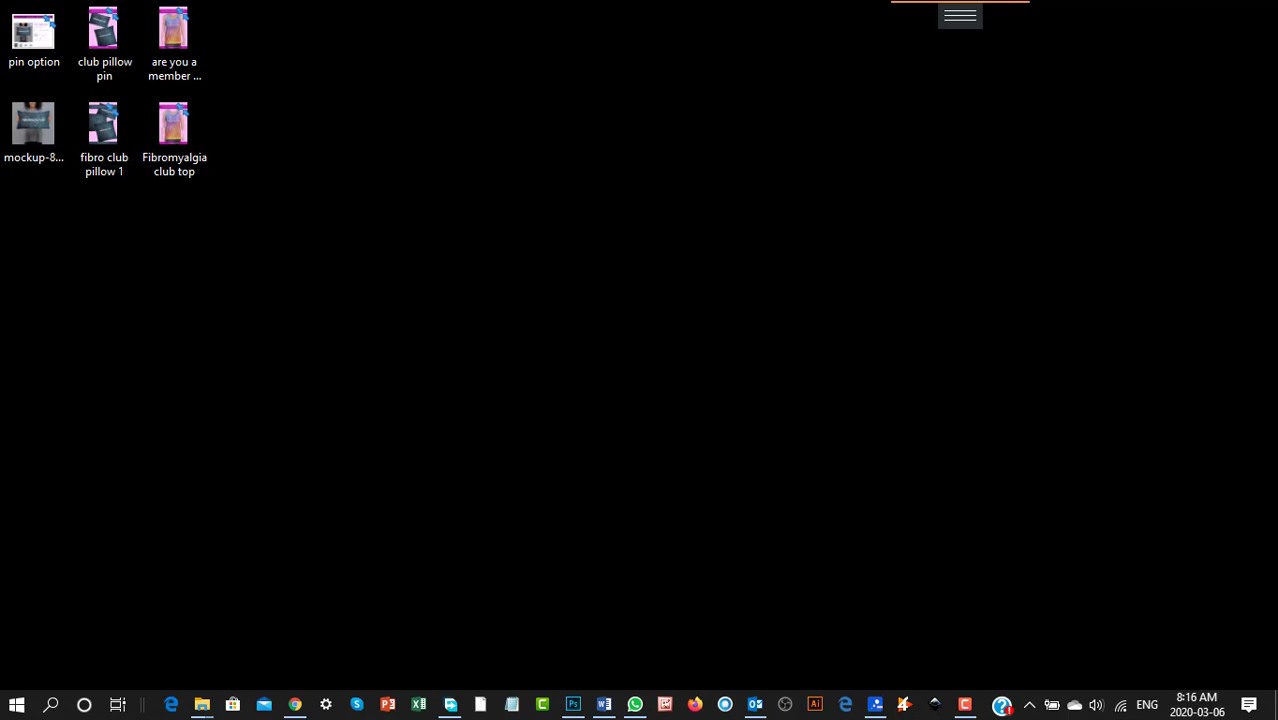 pin option
club pillow
pin
are you a
member ...
mockup-8...
fibro club
pillow 1
Fibromyalgia
club top
ENG
8:16 AM
2020-03-06